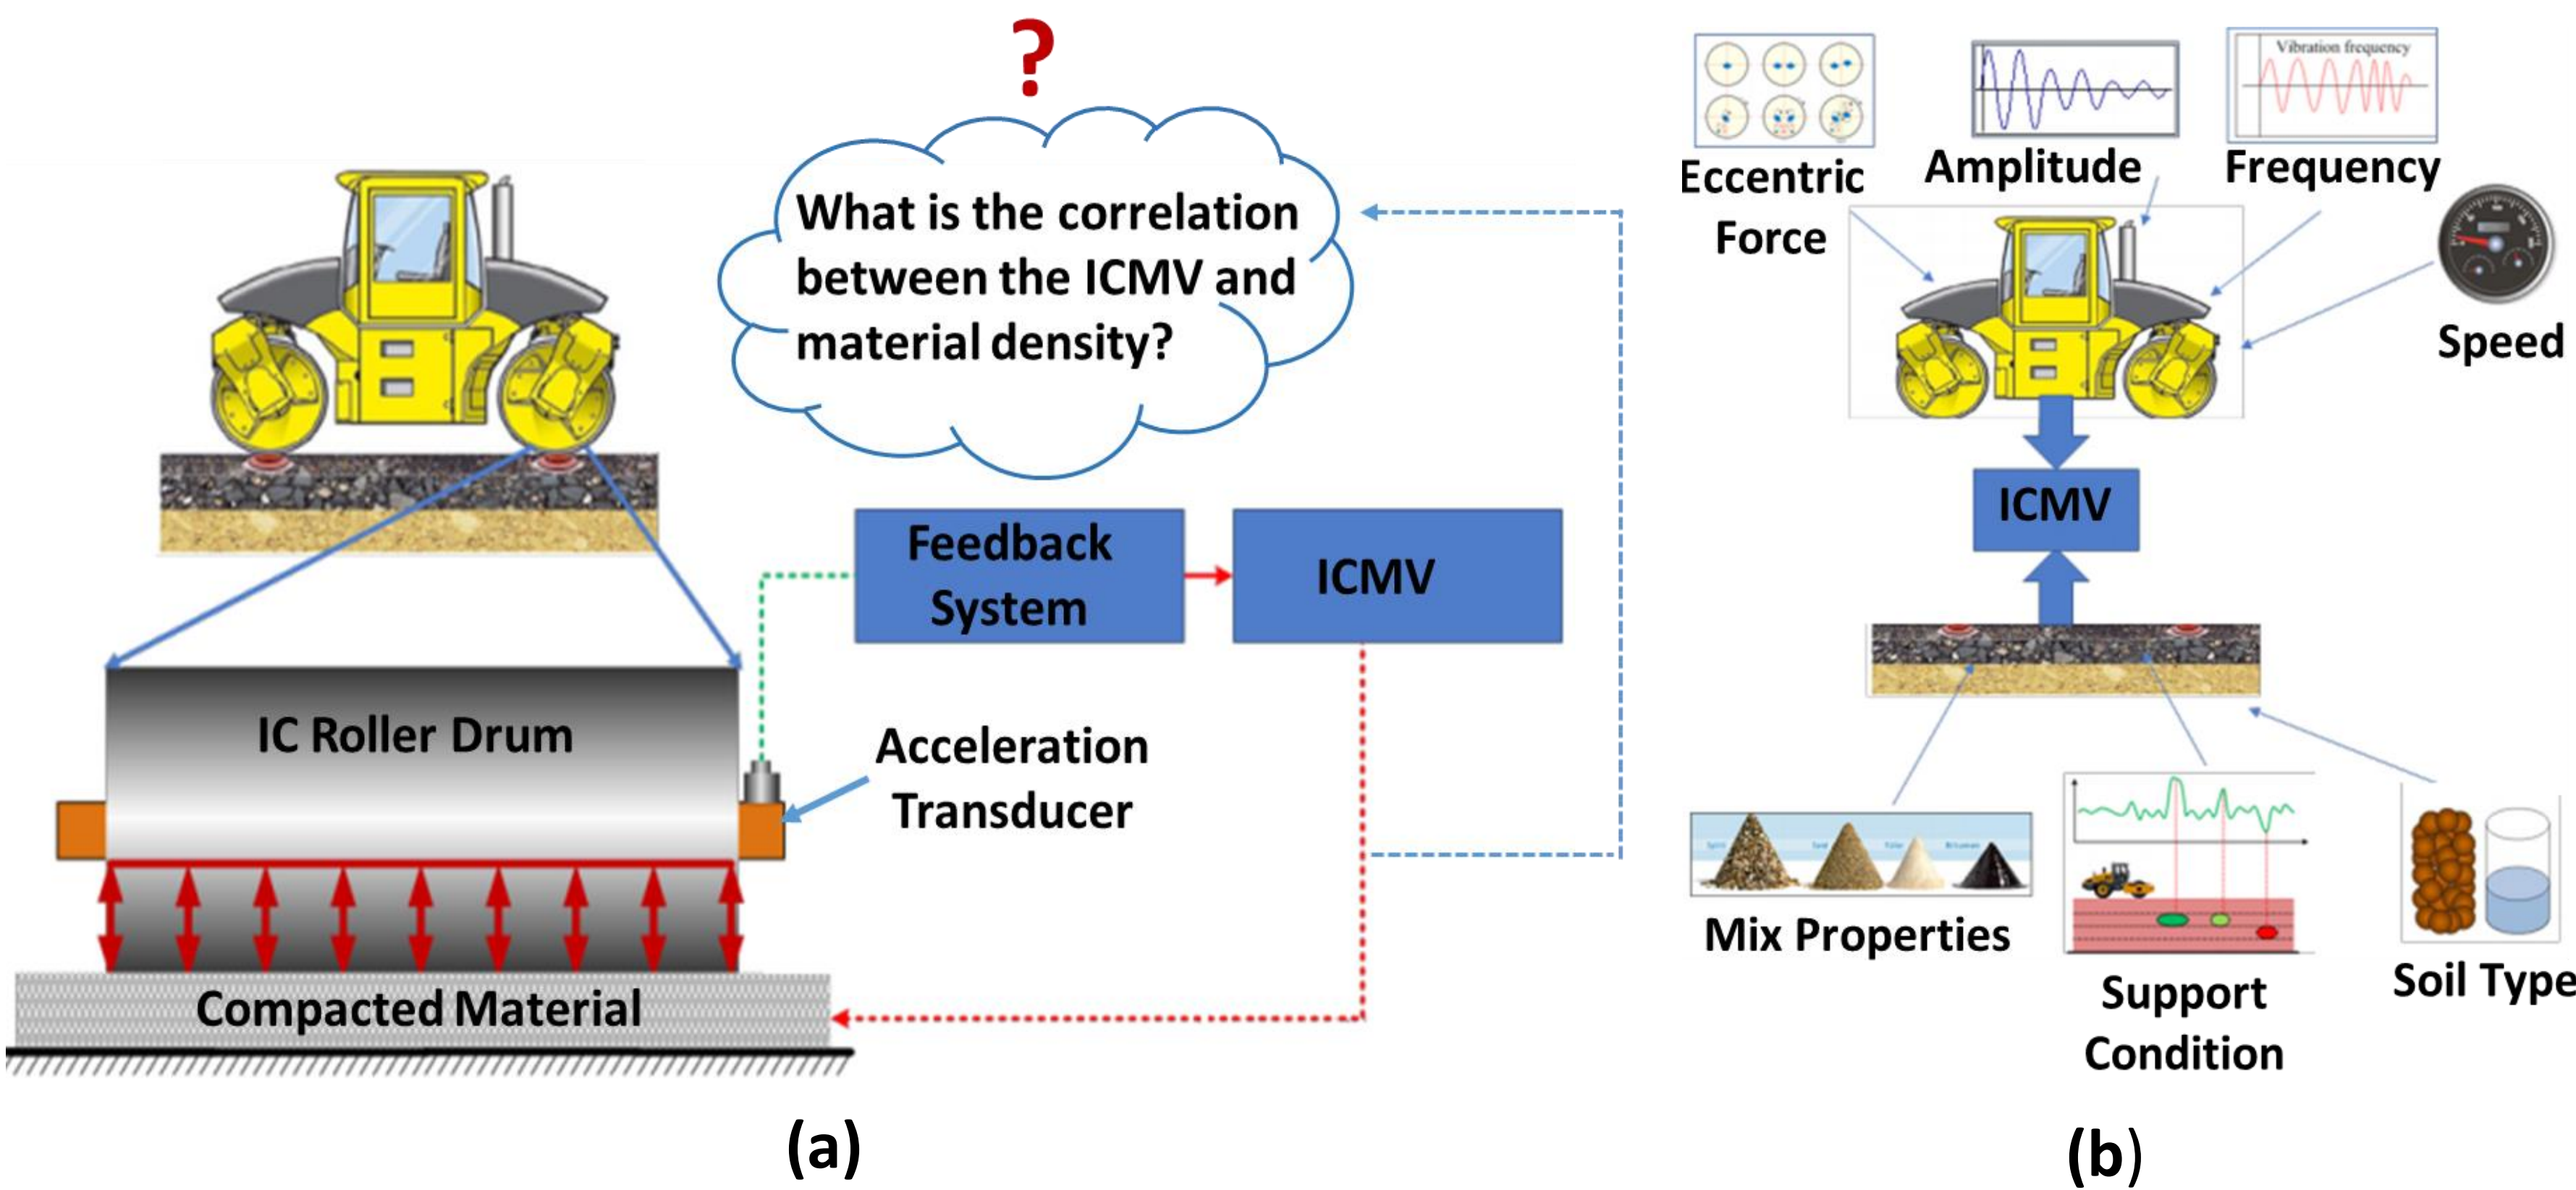 ?
What is the correlation
between the ICMV and
material density?
Feedback
System
ICMV
IC Roller Drum
Acceleration
Transducer
Compacted Material
(a)
Eccentric
Force
Amplitude
Vibration frequency
Frequency
Speed
ICMV
Mix Properties
Support
Condition
Soil Type
(b)